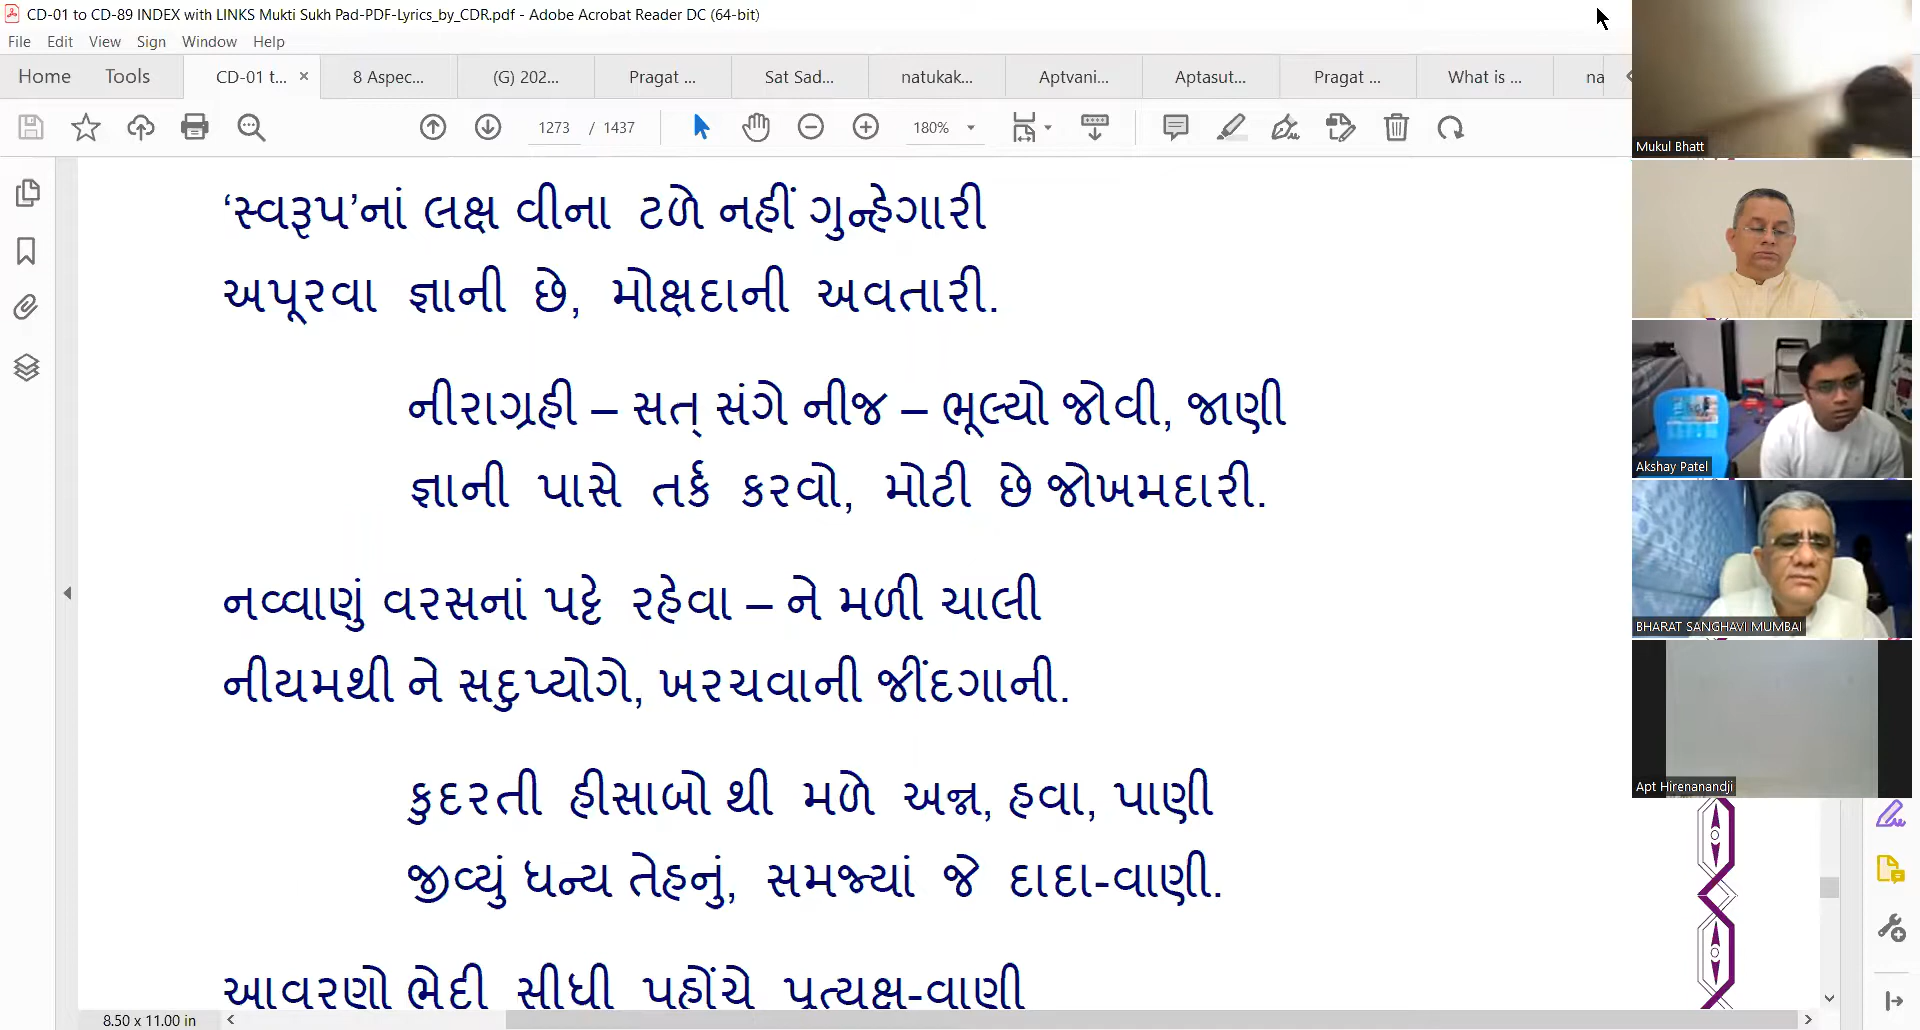 CD-01 to CD-89 INDEX with LINKS Mukti Sukh Pad-PDF-Lyrics_by_CDR.pdf - Adobe Acrobat Reader DC (64-bit)
File Edit View Sign Window Help
Home Tools CD-01 t... × 8 Aspec... (G) 202... Pragat ... Sat Sad... natukak... Aptvani... Aptasut... Pragat ... What is ... na
1273 / 1437 180%
‘સ્વરૂપ’નાં લક્ષ વીના ટળે નહીં ગુન્હેગારી
અપૂરવા જ્ઞાની છે, મોક્ષદાની અવતારી.
નીરાગ્રહી – સત્ સંગે નીજ – ભૂલ્યો જોવી, જાણી
જ્ઞાની પાસે તર્ક કરવો, મોટી છે જોખમદારી.
નવ્વાણું વરસનાં પટ્ટે રહેવા – ને મળી ચાલી
નીયમથી ને સદુપ્યોગે, ખરચવાની જીંદગાની.
કુદરતી હીસાબો થી મળે અન્ન, હવા, પાણી
જીવ્યું ધન્ય તેહનું, સમજ્યાં જે દાદા-વાણી.
આવરણો ભેદી સીધી પહોંચે પ્રત્યક્ષ-વાણી
8.50 x 11.00 in
Mukul Bhatt
Akshay Patel
BHARAT SANGHAVI MUMBAI
Apt Hirenanandji